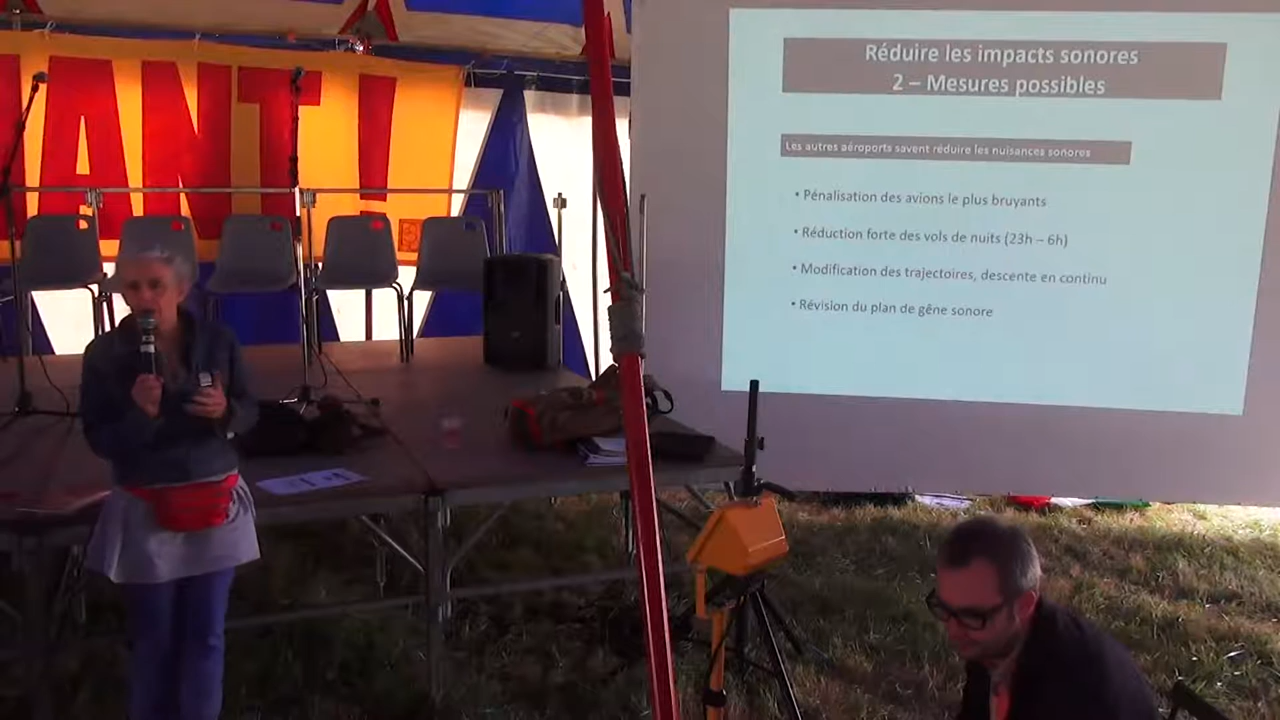 ANT !
Réduire les impacts sonores
2 – Mesures possibles
Les autres aéroports savent réduire les nuisances sonores
• Pénalisation des avions le plus bruyants
• Réduction forte des vols de nuits (23h – 6h)
• Modification des trajectoires, descente en continu
• Révision du plan de gêne sonore